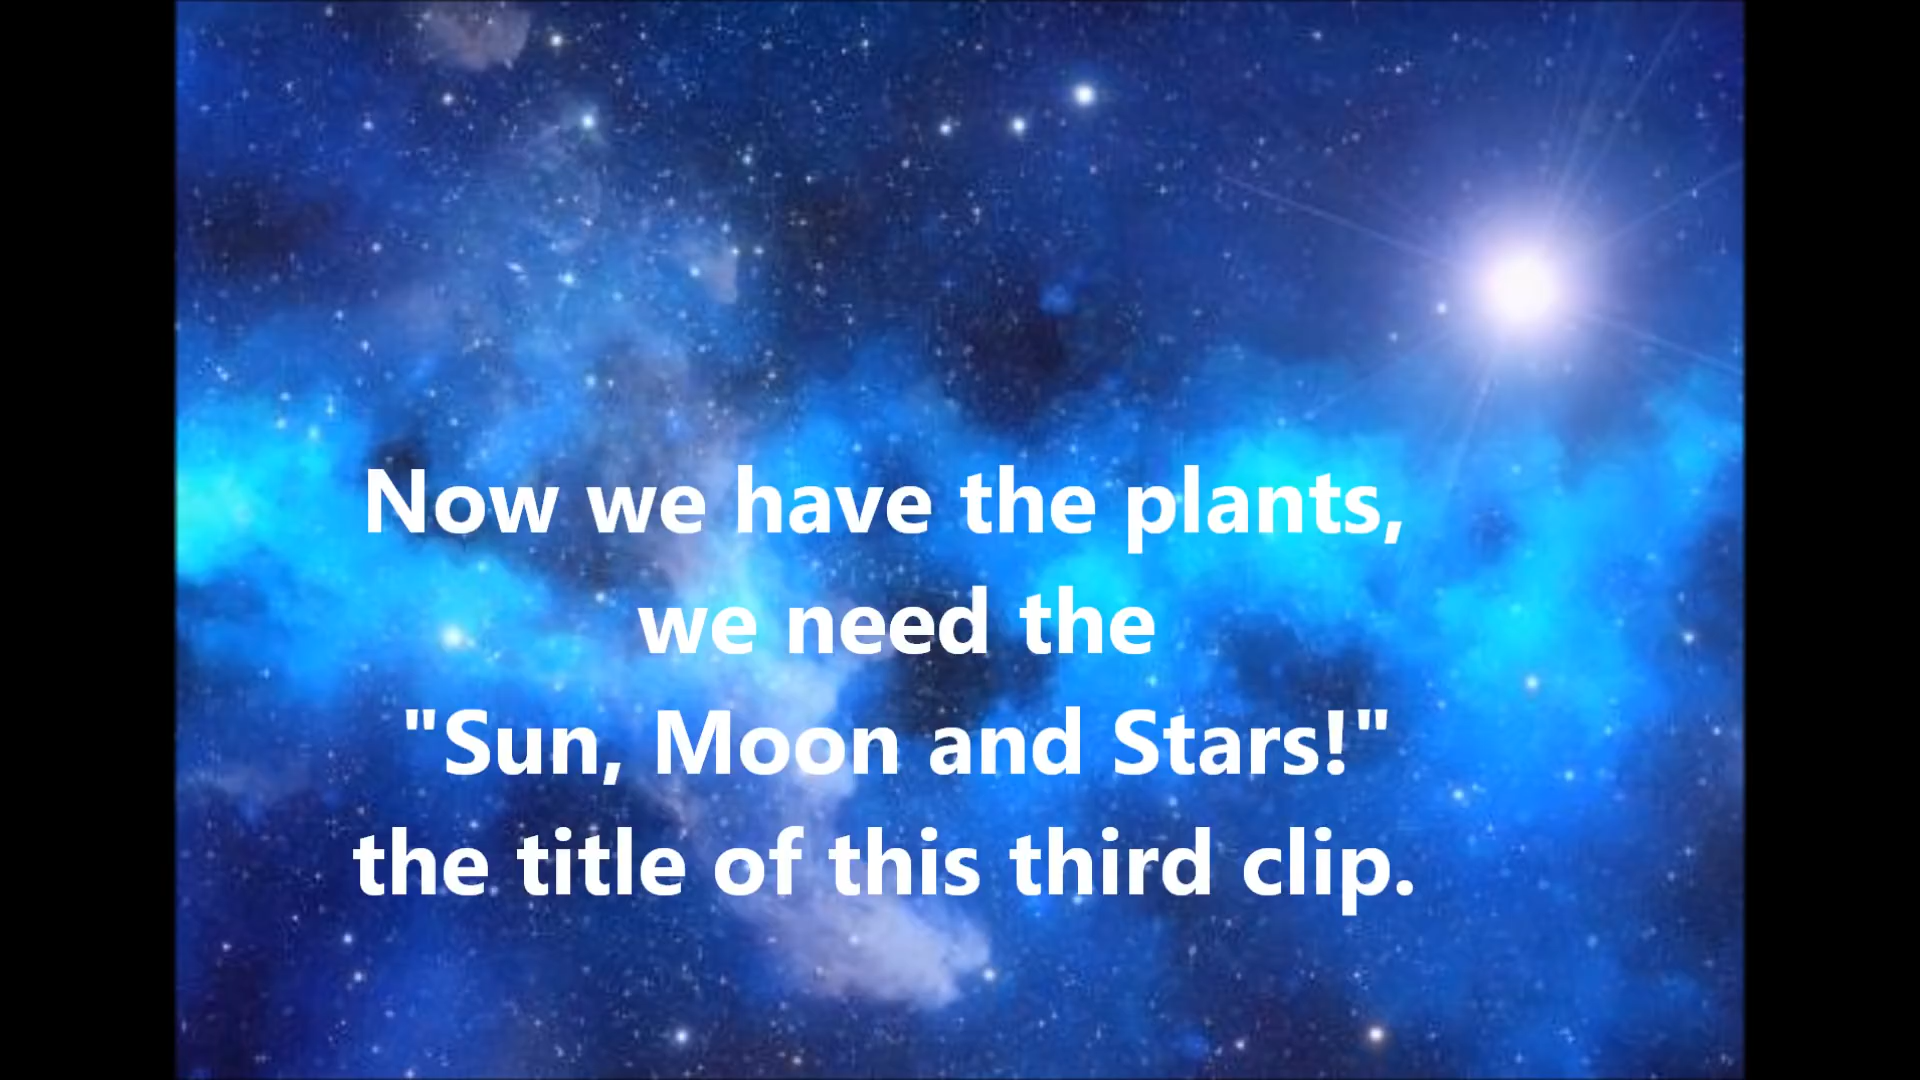 Now we have the plants,
we need the
"Sun, Moon and Stars!"
the title of this third clip.